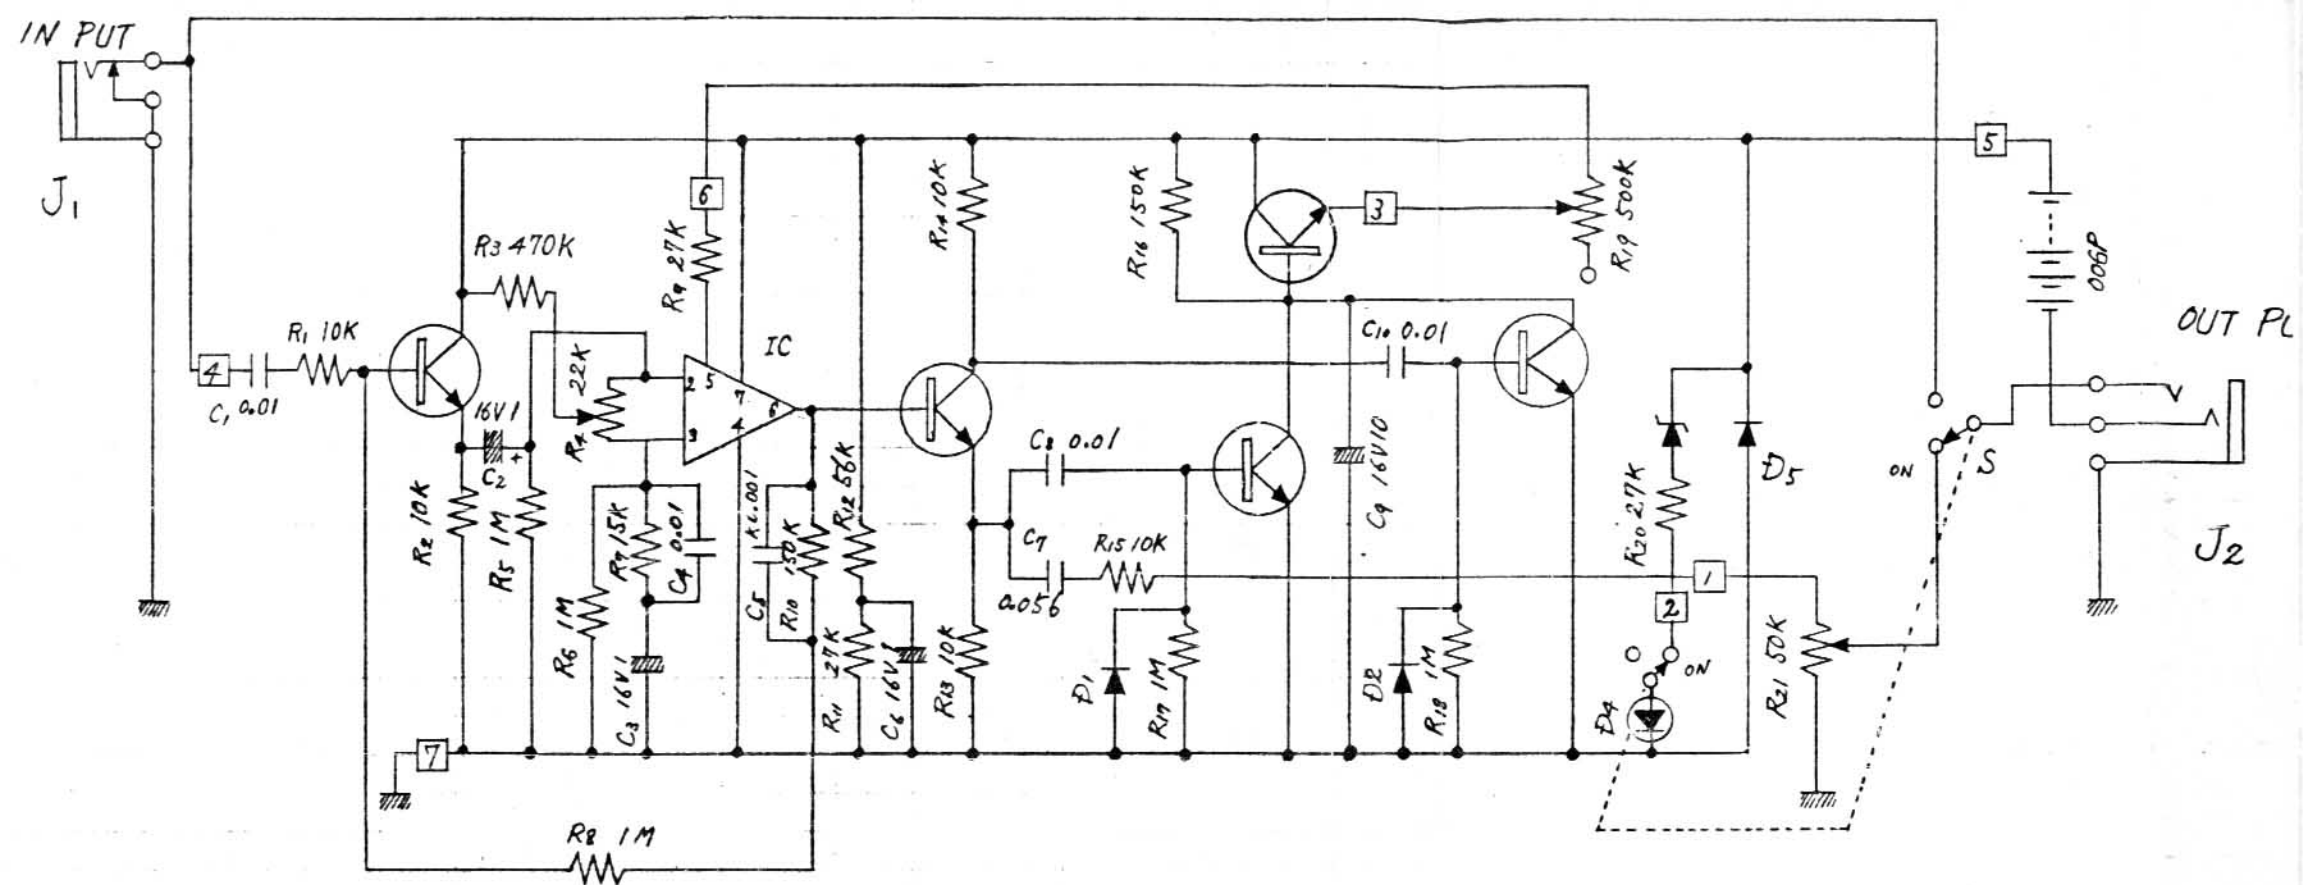 IN PUT
J1
4
C1 0.01
R1 10K
R3 470K
16V1
C2
+
R2 10K
R5 1M
R4 22K
R9 27K
6
IC
2
5
7
6
3
4
R7 15K
C4 0.01
R6 1M
C3 16V1
C5
R10 150K
R12 56K
R11 27K
C6 16V1
R14 10K
R13 10K
C8 0.01
C7
0.056
R15 10K
R16 150K
3
R19 500K
C10 0.01
C9 16V10
D1
R17 1M
D2
R18 1M
R20 27K
D5
1
2
ON
D4
R21 50K
ON
S
5
006P
OUT PL
J2
7
R8 1M